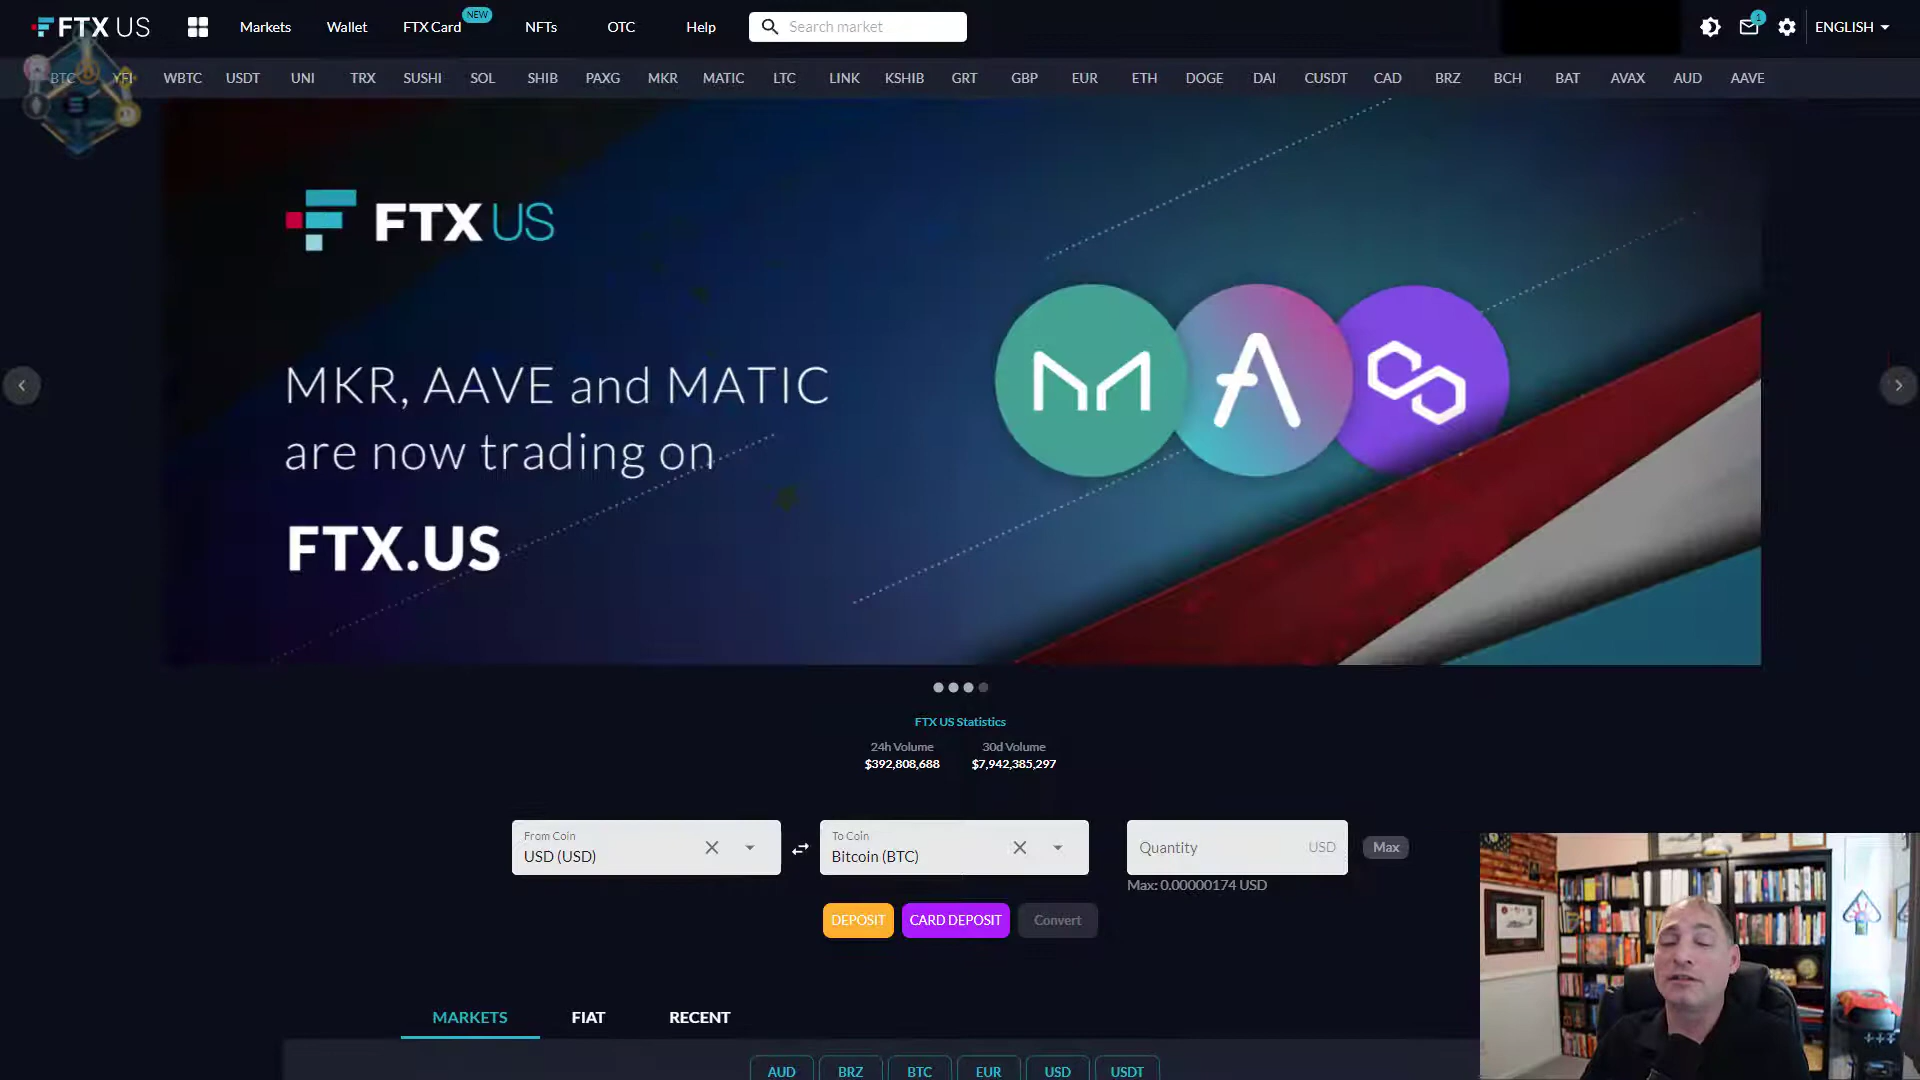 FTX US
Markets
Wallet
FTX Card
NEW
NFTs
OTC
Help
Search market
1
ENGLISH
BTC YFI WBTC USDT UNI TRX SUSHI SOL SHIB PAXG MKR MATIC LTC LINK KSHIB GRT GBP EUR ETH DOGE DAI CUSDT CAD BRZ BCH BAT AVAX AUD AAVE
FTX US
MKR, AAVE and MATIC
are now trading on
FTX.US
FTX US Statistics
24h Volume 30d Volume
$392,808,688 $7,942,385,297
From Coin
USD (USD)
To Coin
Bitcoin (BTC)
Quantity USD
Max
Max: 0.00000174 USD
DEPOSIT CARD DEPOSIT Convert
MARKETS FIAT RECENT
AUD BRZ BTC EUR USD USDT